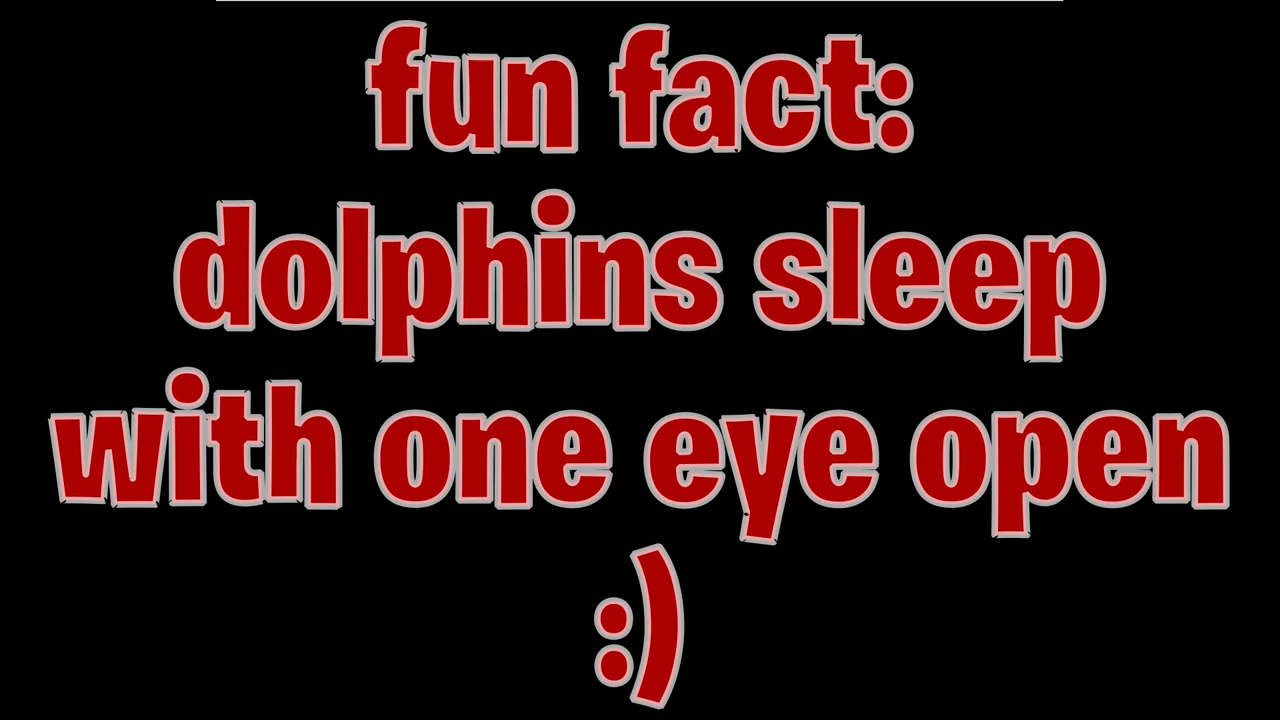 fun fact:
dolphins sleep
with one eye open
:)